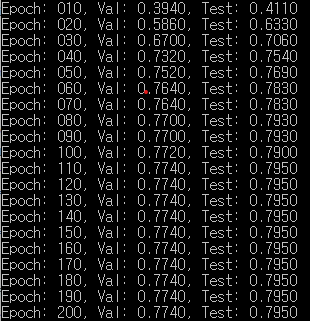 Epoch: 010, Val: 0.3940, Test: 0.4110
Epoch: 020, Val: 0.5860, Test: 0.6330
Epoch: 030, Val: 0.6700, Test: 0.7060
Epoch: 040, Val: 0.7320, Test: 0.7540
Epoch: 050, Val: 0.7520, Test: 0.7690
Epoch: 060, Val: 0.7640, Test: 0.7830
Epoch: 070, Val: 0.7640, Test: 0.7830
Epoch: 080, Val: 0.7700, Test: 0.7930
Epoch: 090, Val: 0.7700, Test: 0.7930
Epoch: 100, Val: 0.7720, Test: 0.7900
Epoch: 110, Val: 0.7740, Test: 0.7950
Epoch: 120, Val: 0.7740, Test: 0.7950
Epoch: 130, Val: 0.7740, Test: 0.7950
Epoch: 140, Val: 0.7740, Test: 0.7950
Epoch: 150, Val: 0.7740, Test: 0.7950
Epoch: 160, Val: 0.7740, Test: 0.7950
Epoch: 170, Val: 0.7740, Test: 0.7950
Epoch: 180, Val: 0.7740, Test: 0.7950
Epoch: 190, Val: 0.7740, Test: 0.7950
Epoch: 200, Val: 0.7740, Test: 0.7950